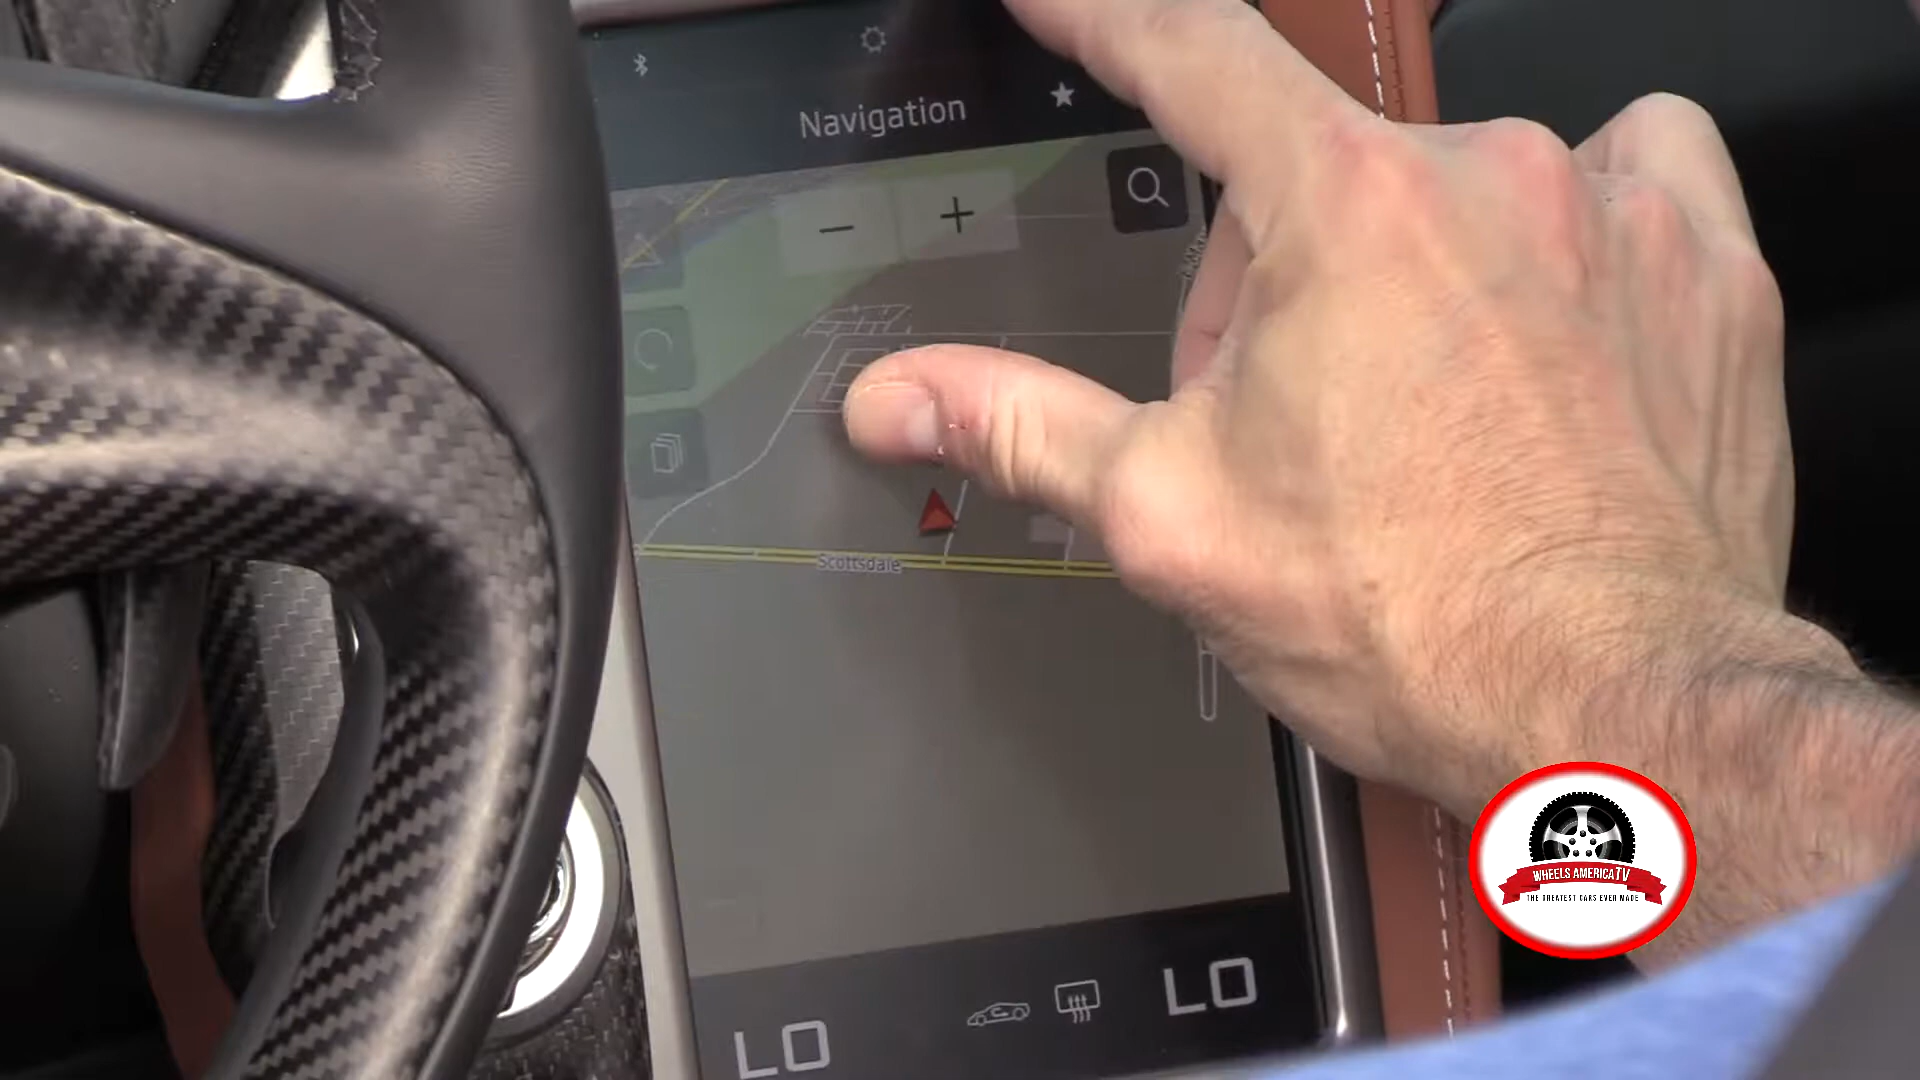 Navigation
Scottsdale
LO
LO
WHEELS AMERICA TV
THE GREATEST CARS EVER MADE